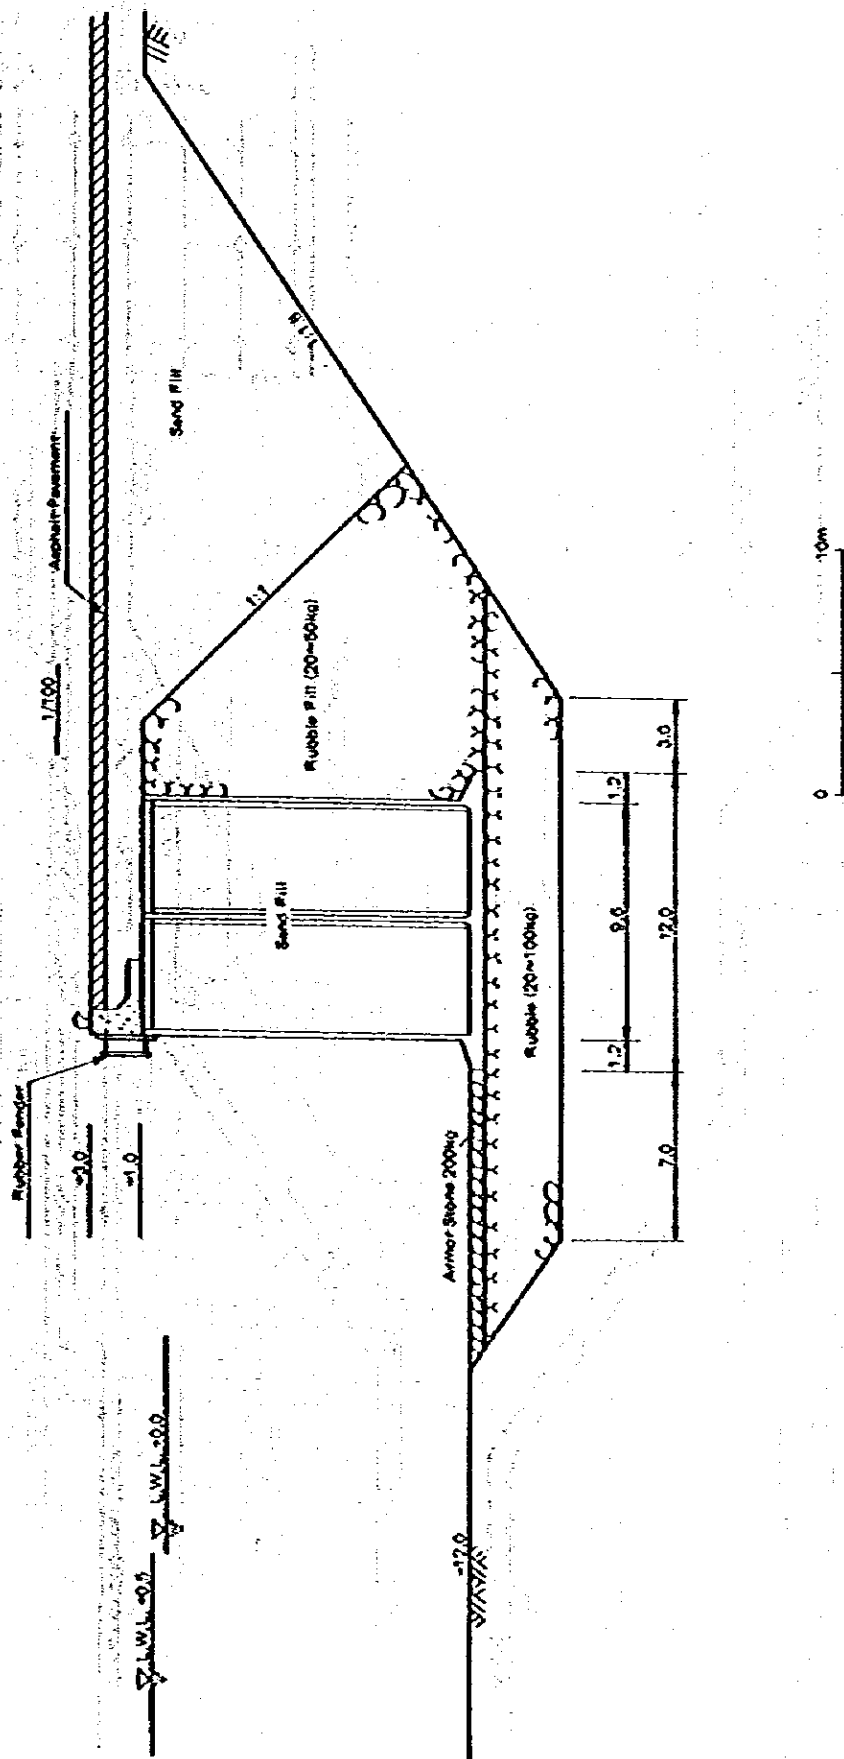 Rubber Fender
+3.0
+1.0
L.W.L. +0.0
-12.0
1/100
Asphalt Pavement
Sand Fill
1:1
Rubble Fill (20~50kg)
Sand Fill
Rubble (20~100kg)
Armor Stone 200kg
7.0
12.0
3.0
1.2
9.6
1.2
0
10m